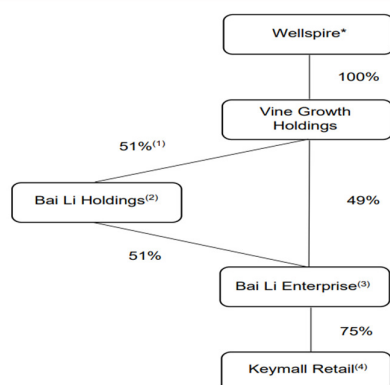 Wellspire*
100%
Vine Growth
Holdings
51%(1)
Bai Li Holdings(2)
49%
51%
Bai Li Enterprise(3)
75%
Keymall Retail(4)